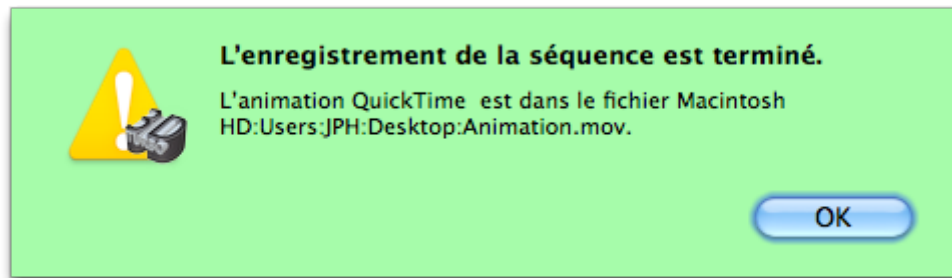 L'enregistrement de la séquence est terminé.
L'animation QuickTime  est dans le fichier Macintosh
HD:Users:JPH:Desktop:Animation.mov.
OK